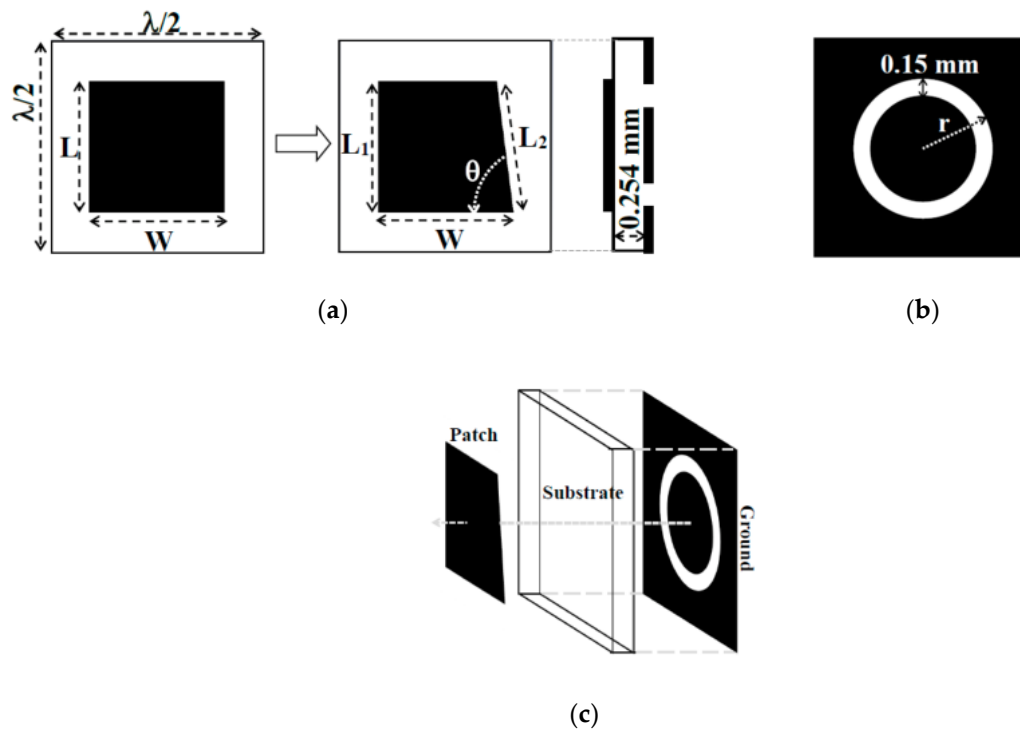 λ/2
λ/2
L
W
L₁
θ
L₂
W
0.254 mm
(a)
0.15 mm
r
(b)
Patch
Substrate
Ground
(c)